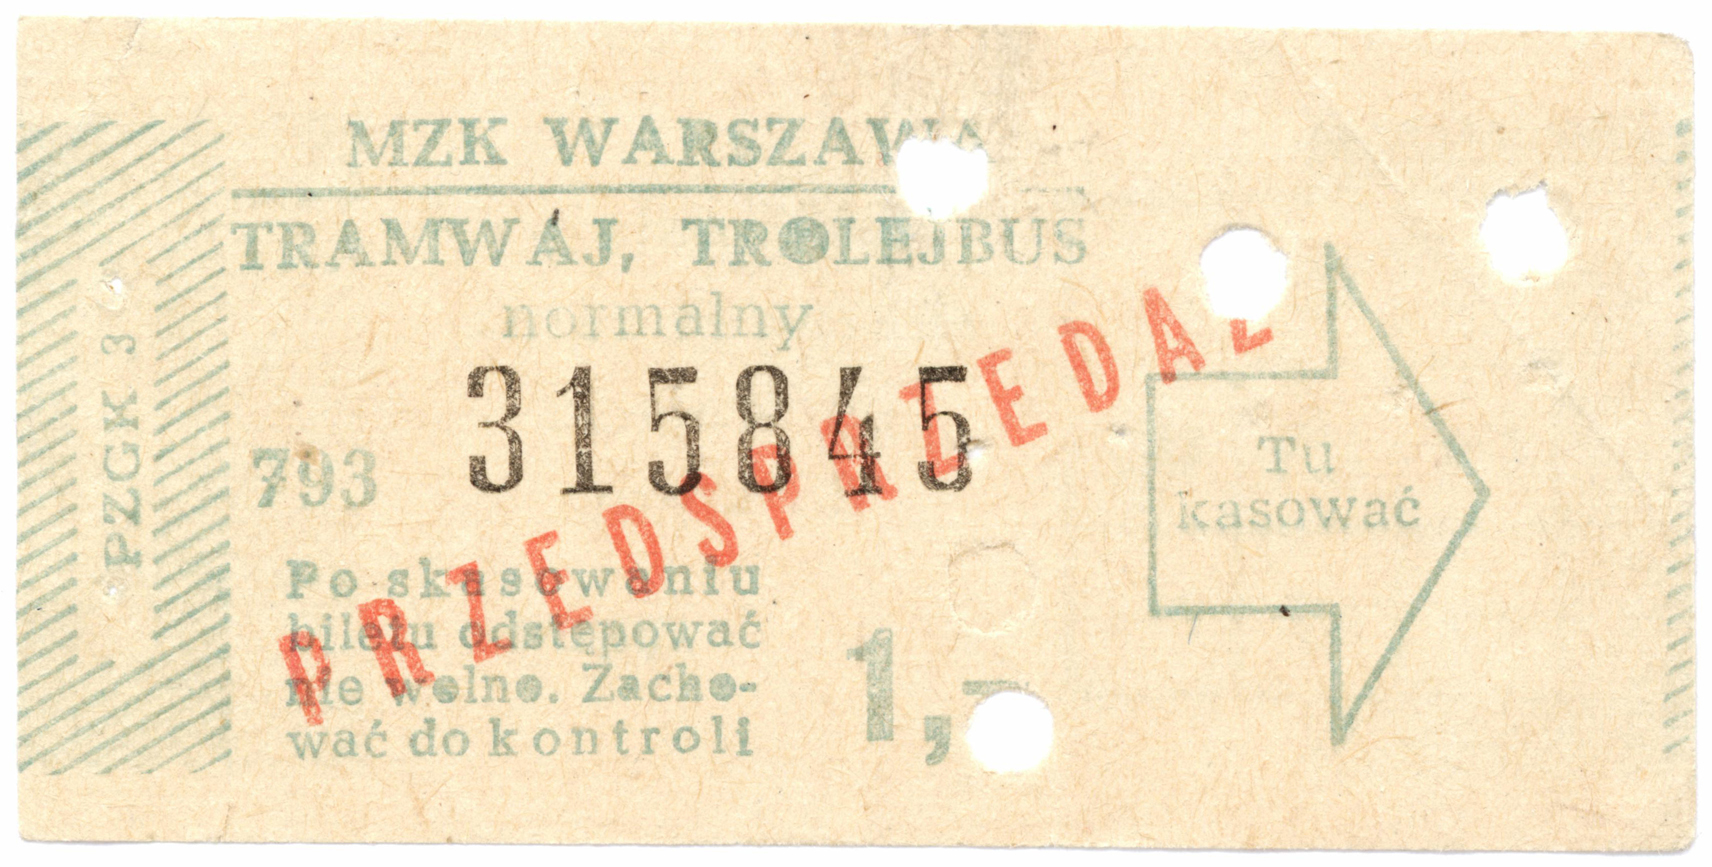 MZK WARSZAWA
TRAMWAJ, TROLEJBUS
normalny
315845
793
PRZEDSPRZEDAŻ
Po skasowaniu
biletu odstępować
nie wolno. Zacho-
wać do kontroli
1,—
Tu
kasować
PZGK 3